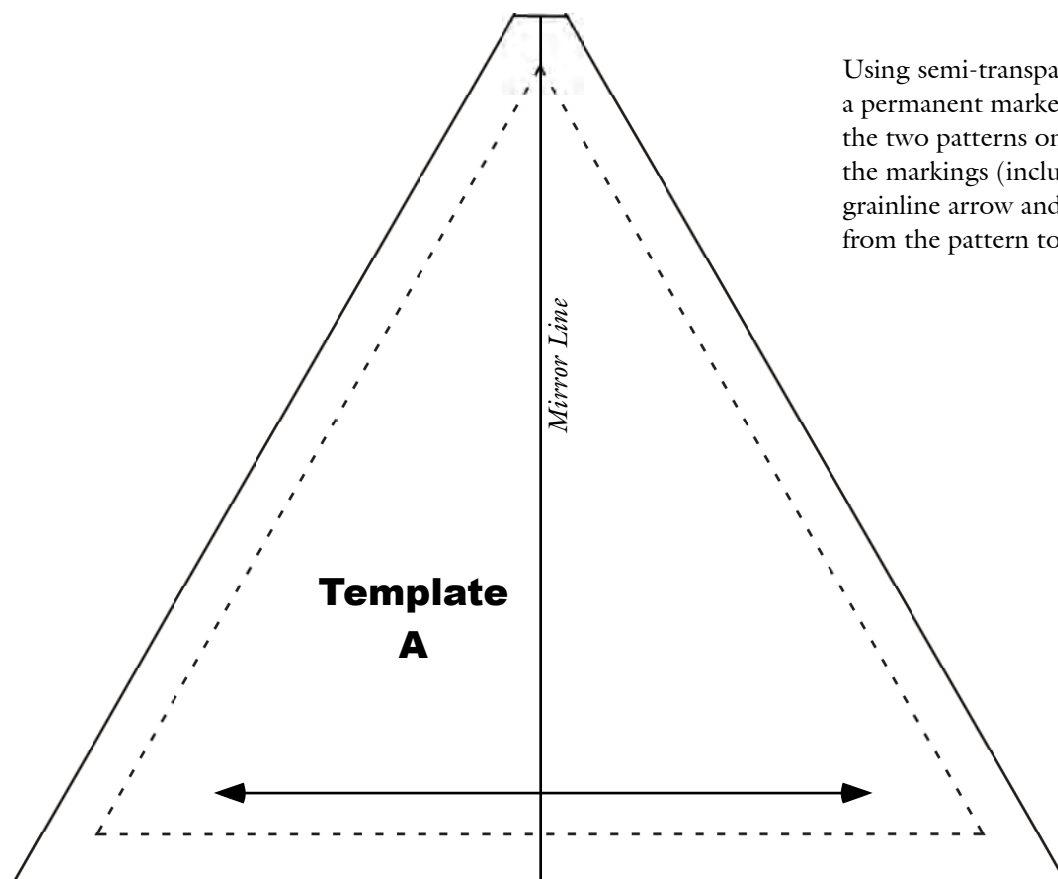 Using semi-transpa
a permanent marke
the two patterns on
the markings (inclu
grainline arrow and
from the pattern to
Mirror Line
Template
A